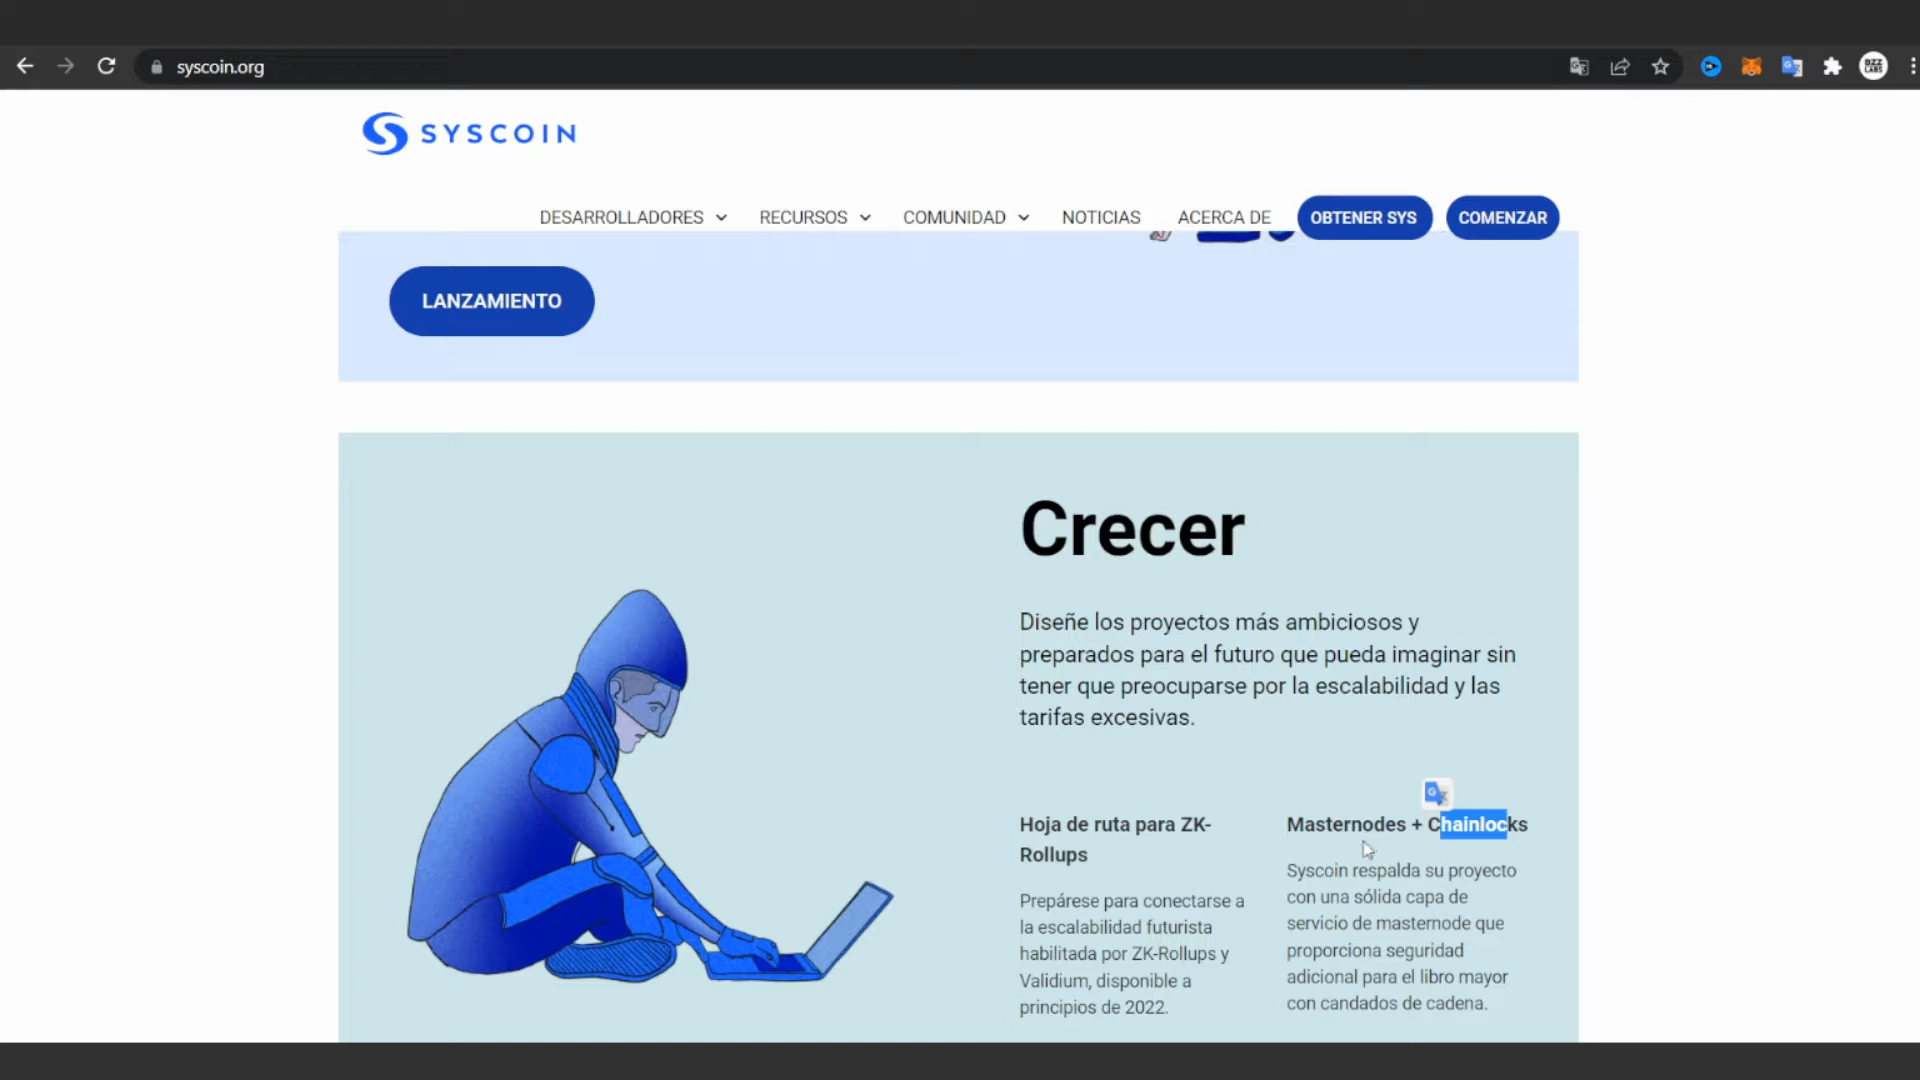 syscoin.org
BZZ
LABS
SYSCOIN
DESARROLLADORES
RECURSOS
COMUNIDAD
NOTICIAS
ACERCA DE
OBTENER SYS
COMENZAR
LANZAMIENTO
Crecer
Diseñe los proyectos más ambiciosos y
preparados para el futuro que pueda imaginar sin
tener que preocuparse por la escalabilidad y las
tarifas excesivas.
Hoja de ruta para ZK-
Rollups
Prepárese para conectarse a
la escalabilidad futurista
habilitada por ZK-Rollups y
Validium, disponible a
principios de 2022.
Masternodes + Chainlocks
Syscoin respalda su proyecto
con una sólida capa de
servicio de masternode que
proporciona seguridad
adicional para el libro mayor
con candados de cadena.